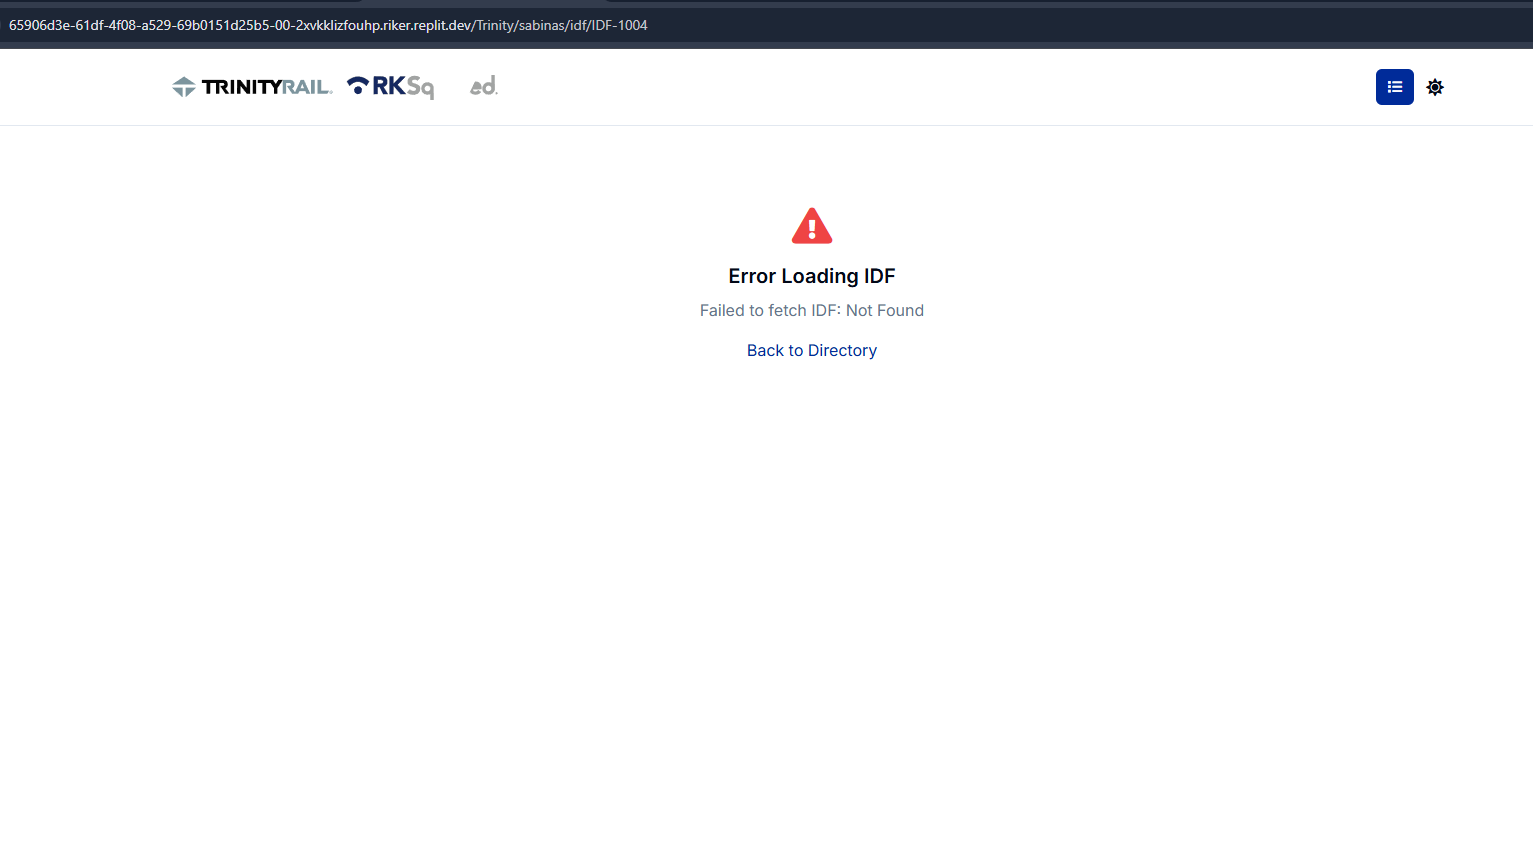 65906d3e-61df-4f08-a529-69b0151d25b5-00-2xvkklizfouhp.riker.replit.dev/Trinity/sabinas/idf/IDF-1004
TRINITYRAIL. RKSq ed.
Error Loading IDF
Failed to fetch IDF: Not Found
Back to Directory